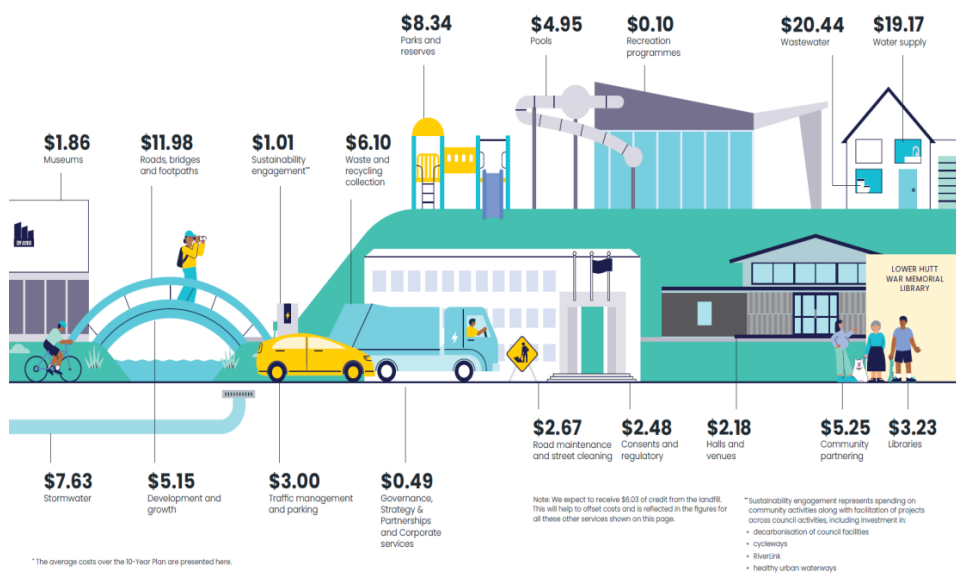 $8.34
Parks and
reserves
$4.95
Pools
$0.10
Recreation
programmes
$20.44
Wastewater
$19.17
Water supply
$1.86
Museums
$11.98
Roads, bridges
and footpaths
$1.01
Sustainability
engagement**
$6.10
Waste and
recycling
collection
LOWER HUTT
WAR MEMORIAL
LIBRARY
$7.63
Stormwater
$5.15
Development and
growth
$3.00
Traffic management
and parking
$0.49
Governance,
Strategy &
Partnerships
and Corporate
services
$2.67
Road maintenance
and street cleaning
$2.48
Consents and
regulatory
$2.18
Halls and
venues
$5.25
Community
partnering
$3.23
Libraries
Note: We expect to receive $6.03 of credit from the landfill.
This will help to offset costs and is reflected in the figures for
all these other services shown on this page.
**Sustainability engagement represents spending on
community activities along with facilitation of projects
across council activities, including investment in:
• decarbonisation of council facilities
• cycleways
• RiverLink
• healthy urban waterways
* The average costs over the 10-Year Plan are presented here.